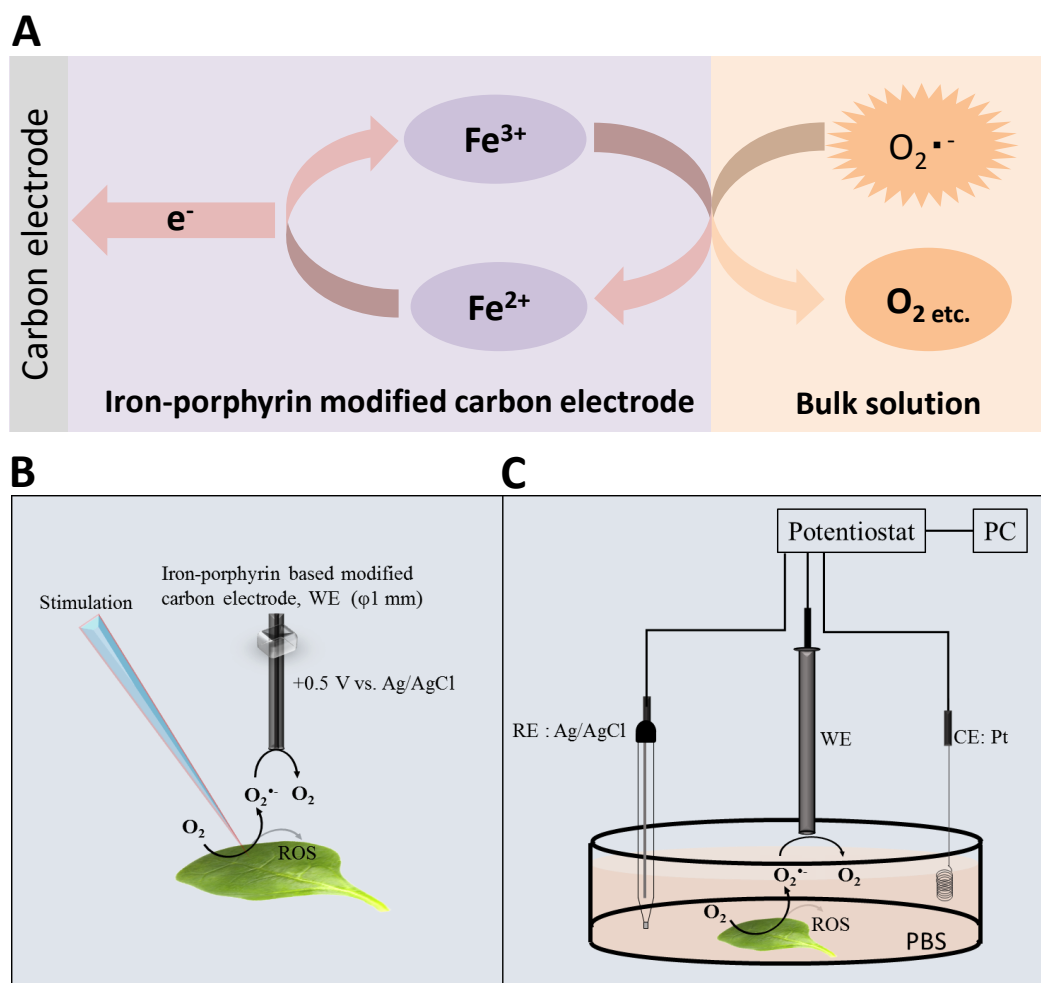 A
Carbon electrode
e⁻
Fe³⁺
Fe²⁺
O₂▪⁻
O₂ etc.
Iron-porphyrin modified carbon electrode
Bulk solution
B
Stimulation
Iron-porphyrin based modified
carbon electrode, WE (φ1 mm)
+0.5 V vs. Ag/AgCl
O₂•⁻
O₂
O₂
ROS
C
Potentiostat
PC
RE : Ag/AgCl
WE
CE: Pt
O₂•⁻
O₂
O₂
ROS
PBS